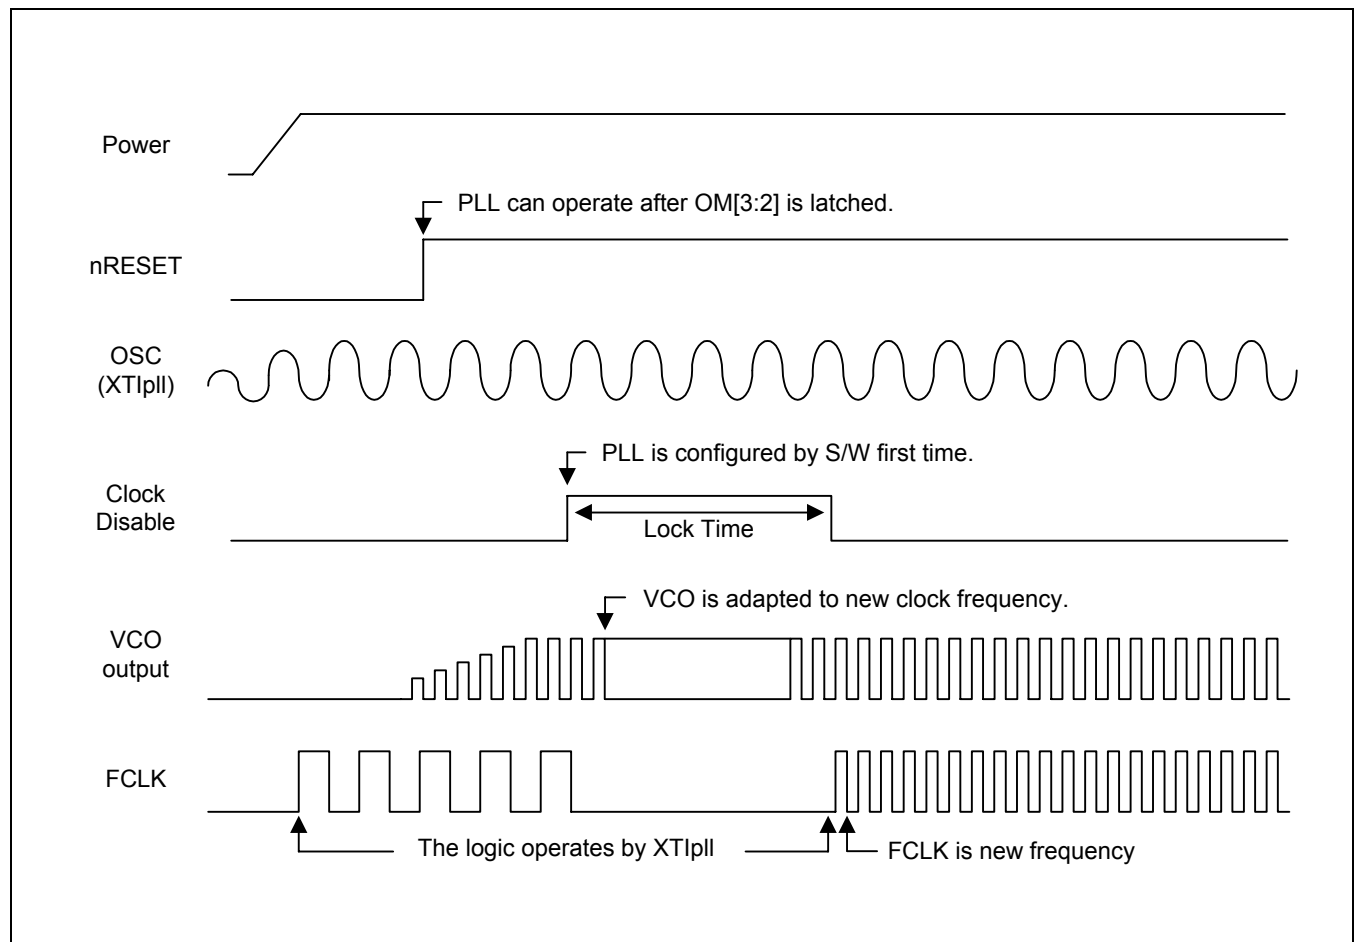 Power
PLL can operate after OM[3:2] is latched.
nRESET
OSC
(XTIpll)
PLL is configured by S/W first time.
Clock
Disable
Lock Time
VCO is adapted to new clock frequency.
VCO
output
FCLK
The logic operates by XTIpll
FCLK is new frequency